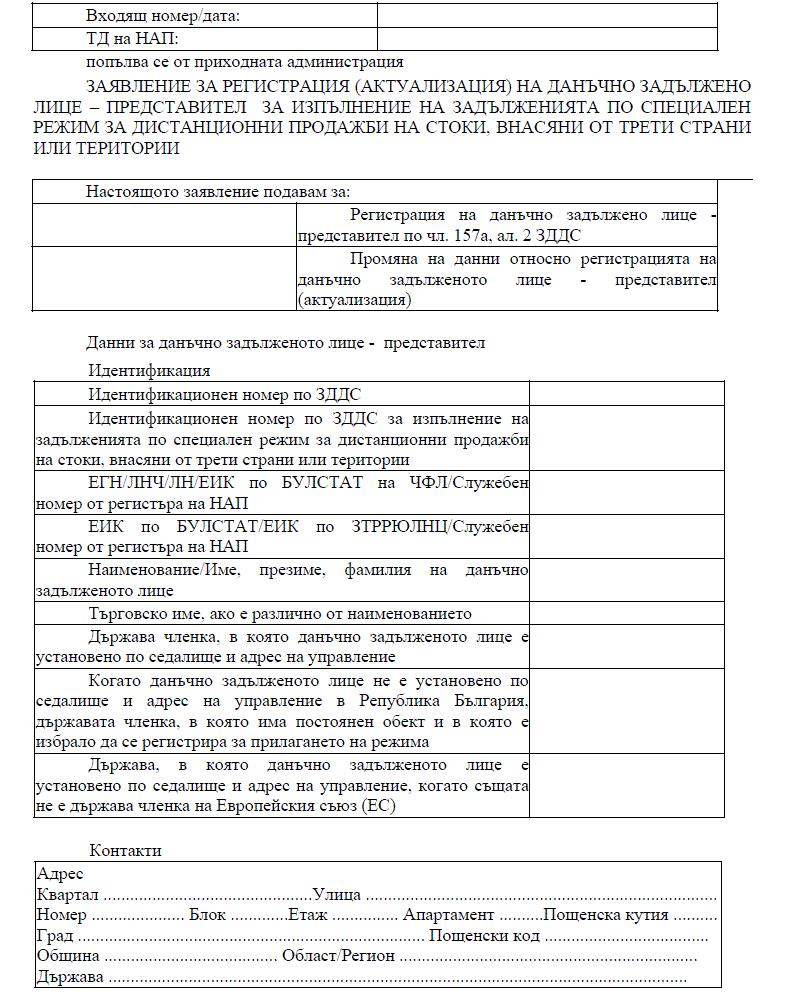 Входящ номер/дата:
ТД на НАП:
попълва се от приходната администрация
ЗАЯВЛЕНИЕ ЗА РЕГИСТРАЦИЯ (АКТУАЛИЗАЦИЯ) НА ДАНЪЧНО ЗАДЪЛЖЕНО
ЛИЦЕ – ПРЕДСТАВИТЕЛ ЗА ИЗПЪЛНЕНИЕ НА ЗАДЪЛЖЕНИЯТА ПО СПЕЦИАЛЕН
РЕЖИМ ЗА ДИСТАНЦИОННИ ПРОДАЖБИ НА СТОКИ, ВНАСЯНИ ОТ ТРЕТИ СТРАНИ
ИЛИ ТЕРИТОРИИ
Настоящото заявление подавам за:
Регистрация на данъчно задължено лице -
представител по чл. 157а, ал. 2 ЗДДС
Промяна на данни относно регистрацията на
данъчно задълженото лице - представител
(актуализация)
Данни за данъчно задълженото лице - представител
Идентификация
Идентификационен номер по ЗДДС
Идентификационен номер по ЗДДС за изпълнение на
задълженията по специален режим за дистанционни продажби
на стоки, внасяни от трети страни или територии
ЕГН/ЛНЧ/ЛН/ЕИК по БУЛСТАТ на ЧФЛ/Служебен
номер от регистъра на НАП
ЕИК по БУЛСТАТ/ЕИК по ЗТРРЮЛНЦ/Служебен
номер от регистъра на НАП
Наименование/Име, презиме, фамилия на данъчно
задълженото лице
Търговско име, ако е различно от наименованието
Държава членка, в която данъчно задълженото лице е
установено по седалище и адрес на управление
Когато данъчно задълженото лице не е установено по
седалище и адрес на управление в Република България,
държавата членка, в която има постоянен обект и в която е
избрало да се регистрира за прилагането на режима
Държава, в която данъчно задълженото лице е
установено по седалище и адрес на управление, когато същата
не е държава членка на Европейския съюз (ЕС)
Контакти
Адрес
Квартал ...............................................Улица ...............................................................................
Номер ..................... Блок .............Етаж ............... Апартамент ..........Пощенска кутия ..........
Град .............................................................................. Пощенски код .....................................
Община ....................................... Област/Регион ...................................................................
Държава ..................................................................................................................................